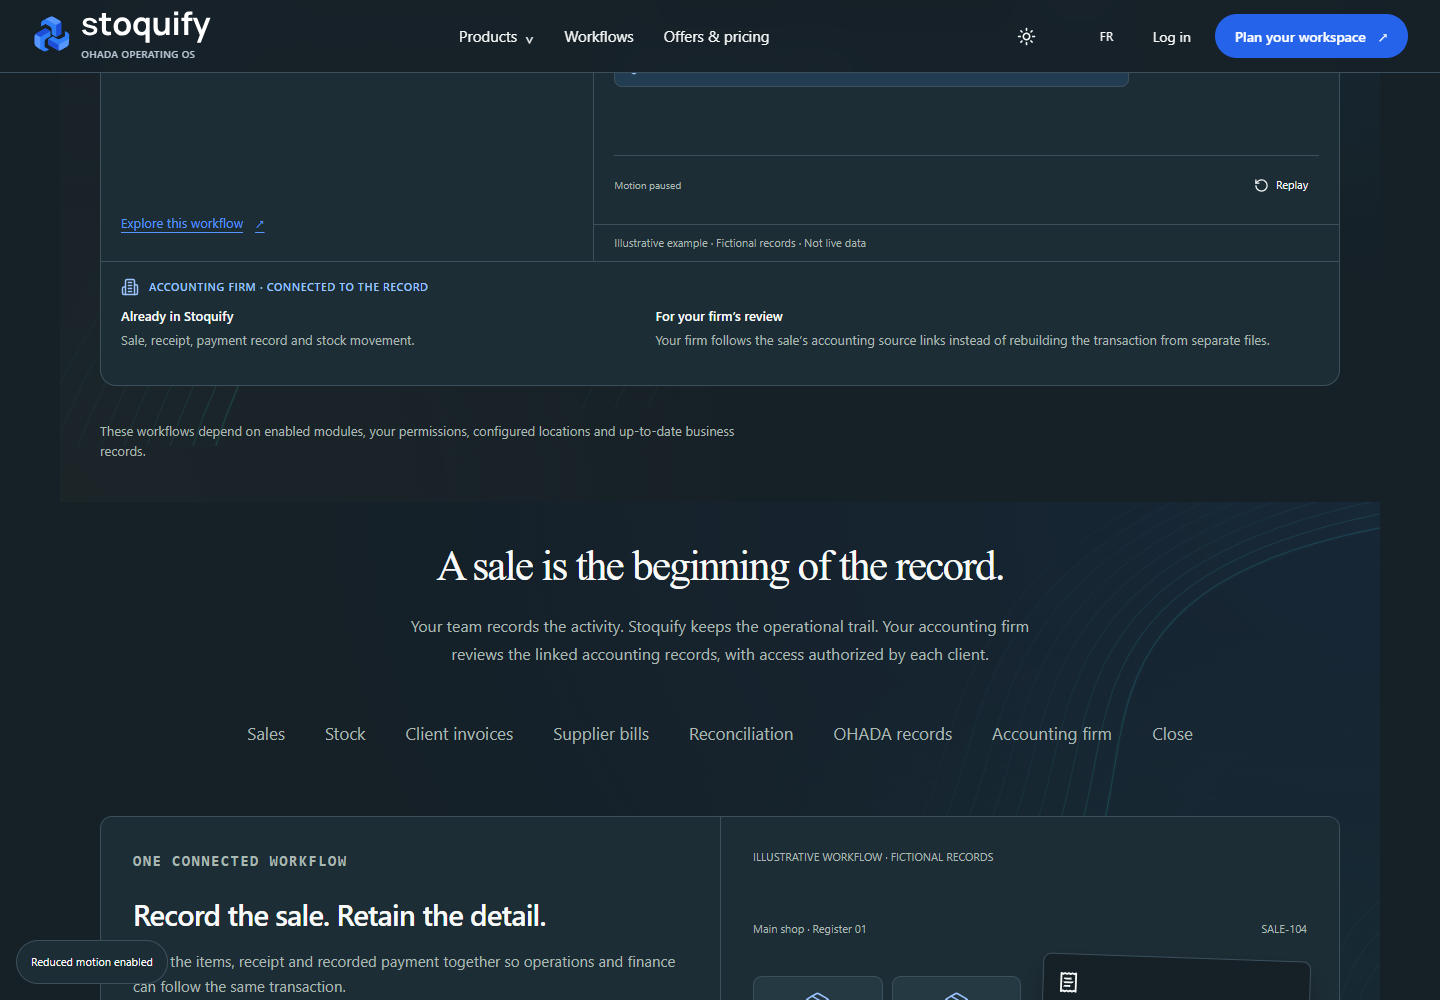 stoquify
OHADA OPERATING OS
Products
Workflows
Offers & pricing
FR
Log in
Plan your workspace
Motion paused
Replay
Explore this workflow
Illustrative example · Fictional records · Not live data
ACCOUNTING FIRM · CONNECTED TO THE RECORD
Already in Stoquify
Sale, receipt, payment record and stock movement.
For your firm's review
Your firm follows the sale's accounting source links instead of rebuilding the transaction from separate files.
These workflows depend on enabled modules, your permissions, configured locations and up-to-date business
records.
A sale is the beginning of the record.
Your team records the activity. Stoquify keeps the operational trail. Your accounting firm
reviews the linked accounting records, with access authorized by each client.
Sales
Stock
Client invoices
Supplier bills
Reconciliation
OHADA records
Accounting firm
Close
ONE CONNECTED WORKFLOW
Record the sale. Retain the detail.
the items, receipt and recorded payment together so operations and finance
can follow the same transaction.
ILLUSTRATIVE WORKFLOW · FICTIONAL RECORDS
Main shop · Register 01
SALE-104
Reduced motion enabled